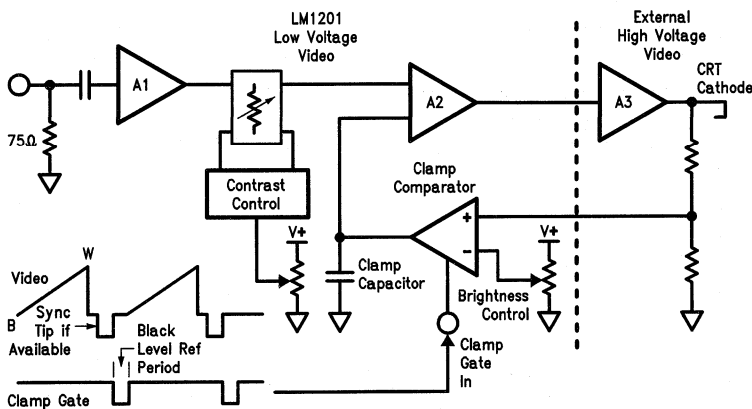 LM1201
Low Voltage
Video
External
High Voltage
Video
CRT
Cathode
A1
A2
A3
75Ω
Contrast
Control
Clamp
Comparator
+
−
V+
V+
W
Video
B
Sync
Tip if
Available
Black
Level Ref
Period
Clamp
Capacitor
Brightness
Control
Clamp
Gate
In
Clamp Gate